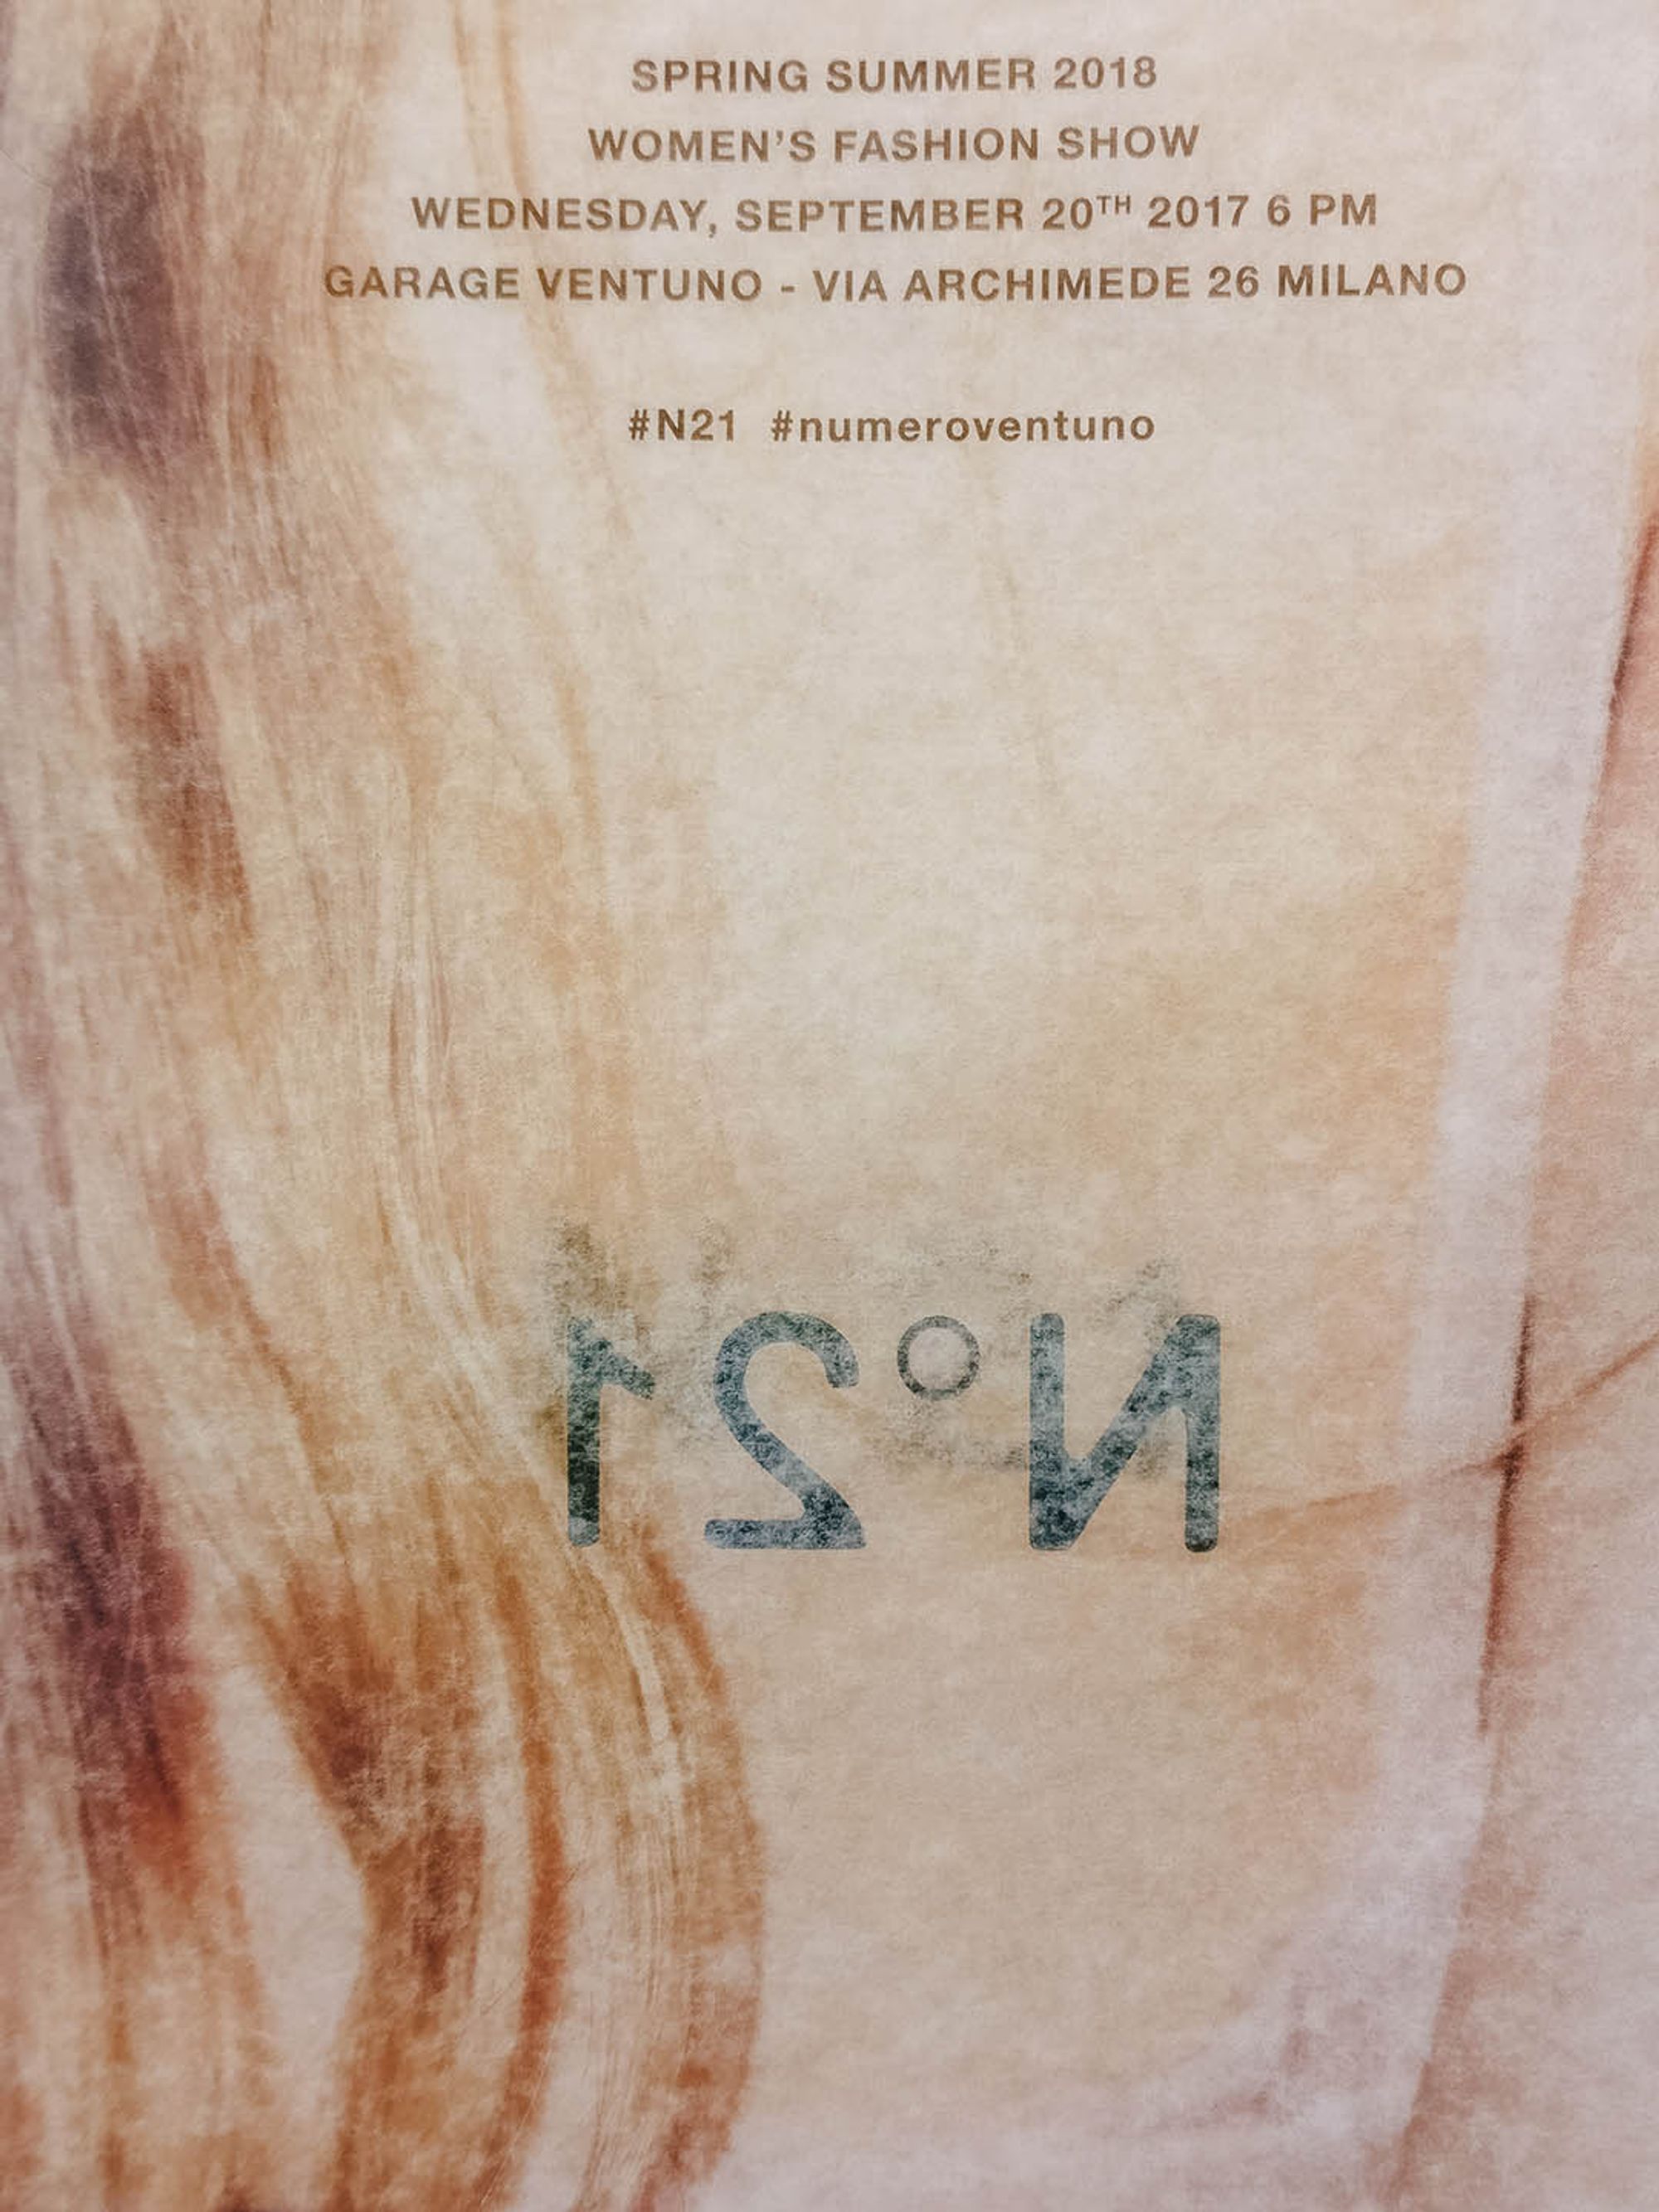 SPRING SUMMER 2018
WOMEN'S FASHION SHOW
WEDNESDAY, SEPTEMBER 20TH 2017 6 PM
GARAGE VENTUNO - VIA ARCHIMEDE 26 MILANO
#N21 #numeroventuno
N°21